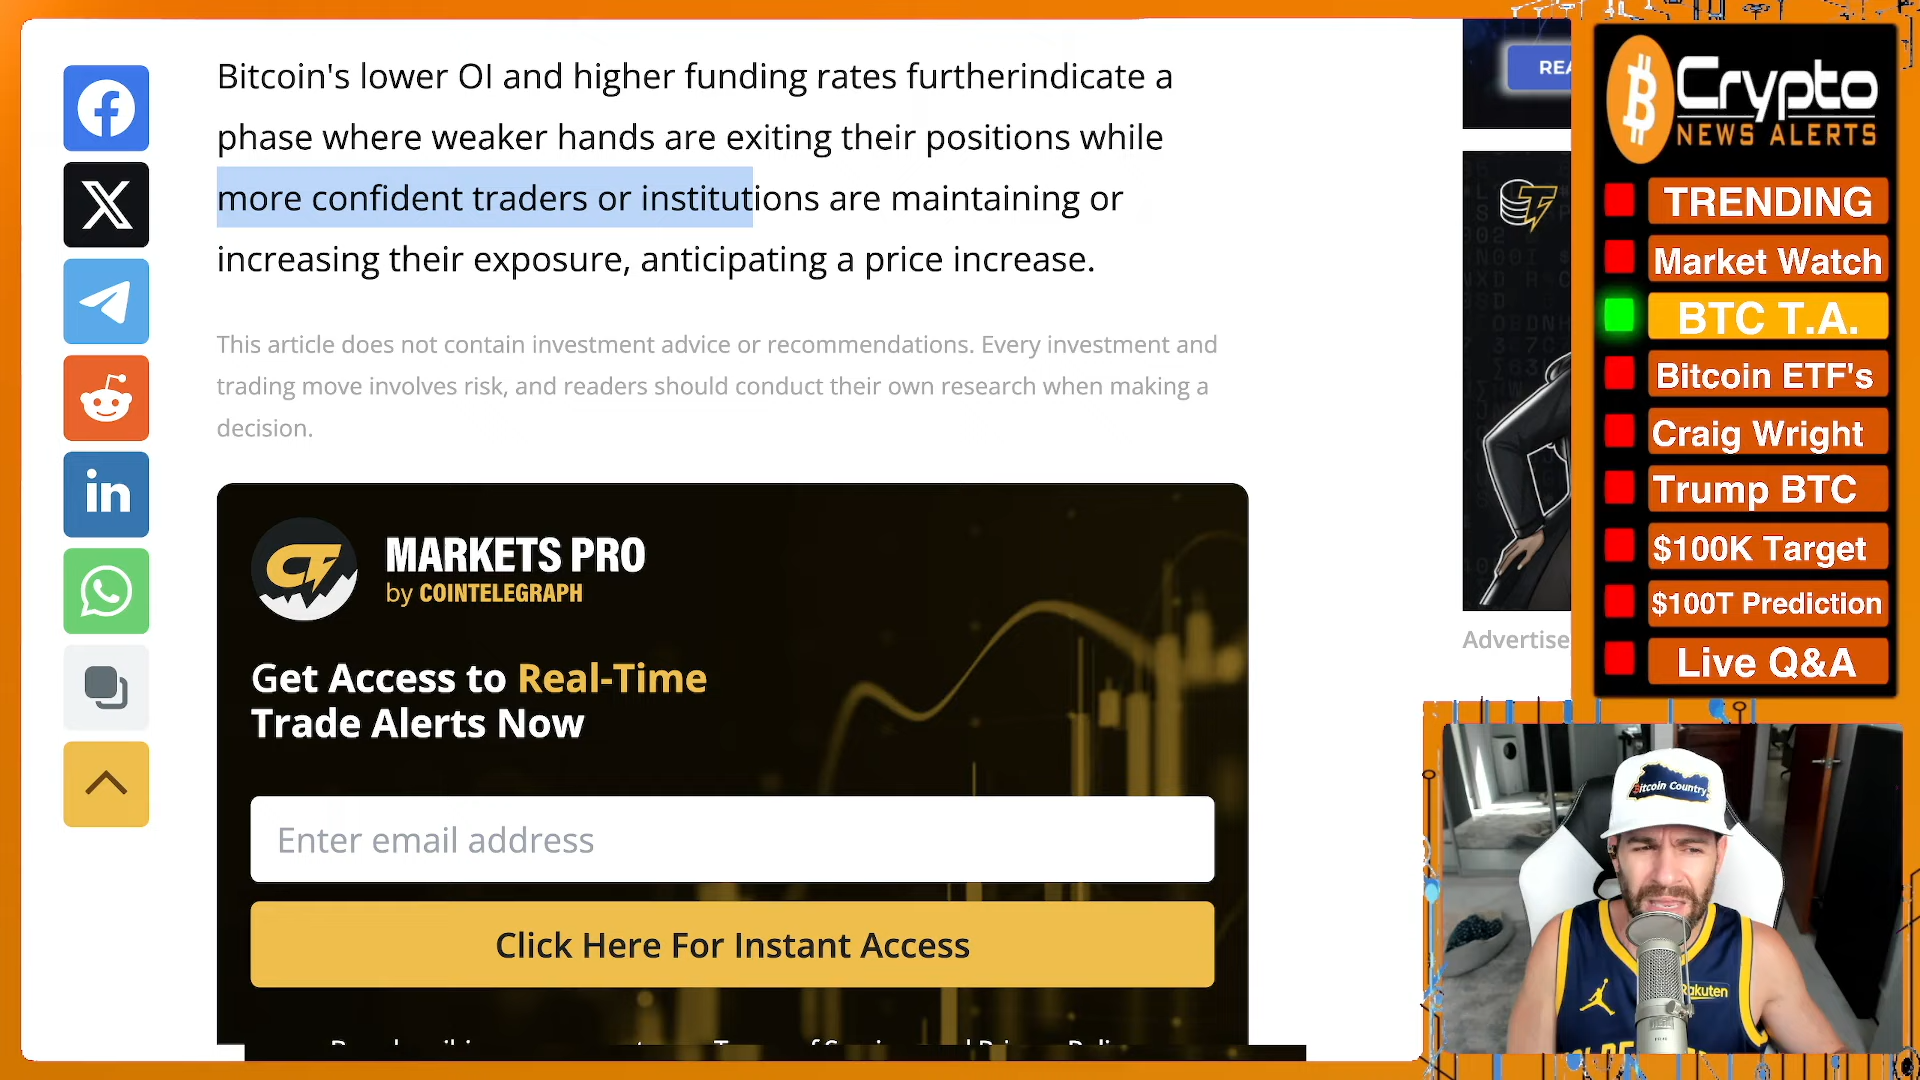 Bitcoin's lower OI and higher funding rates furtherindicate a
phase where weaker hands are exiting their positions while
more confident traders or institutions are maintaining or
increasing their exposure, anticipating a price increase.
This article does not contain investment advice or recommendations. Every investment and
trading move involves risk, and readers should conduct their own research when making a
decision.
MARKETS PRO
by COINTELEGRAPH
Get Access to Real-Time
Trade Alerts Now
Enter email address
Click Here For Instant Access
REA
Advertise
Crypto
NEWS ALERTS
TRENDING
Market Watch
BTC T.A.
Bitcoin ETF's
Craig Wright
Trump BTC
$100K Target
$100T Prediction
Live Q&A
Bitcoin Country
Rakuten